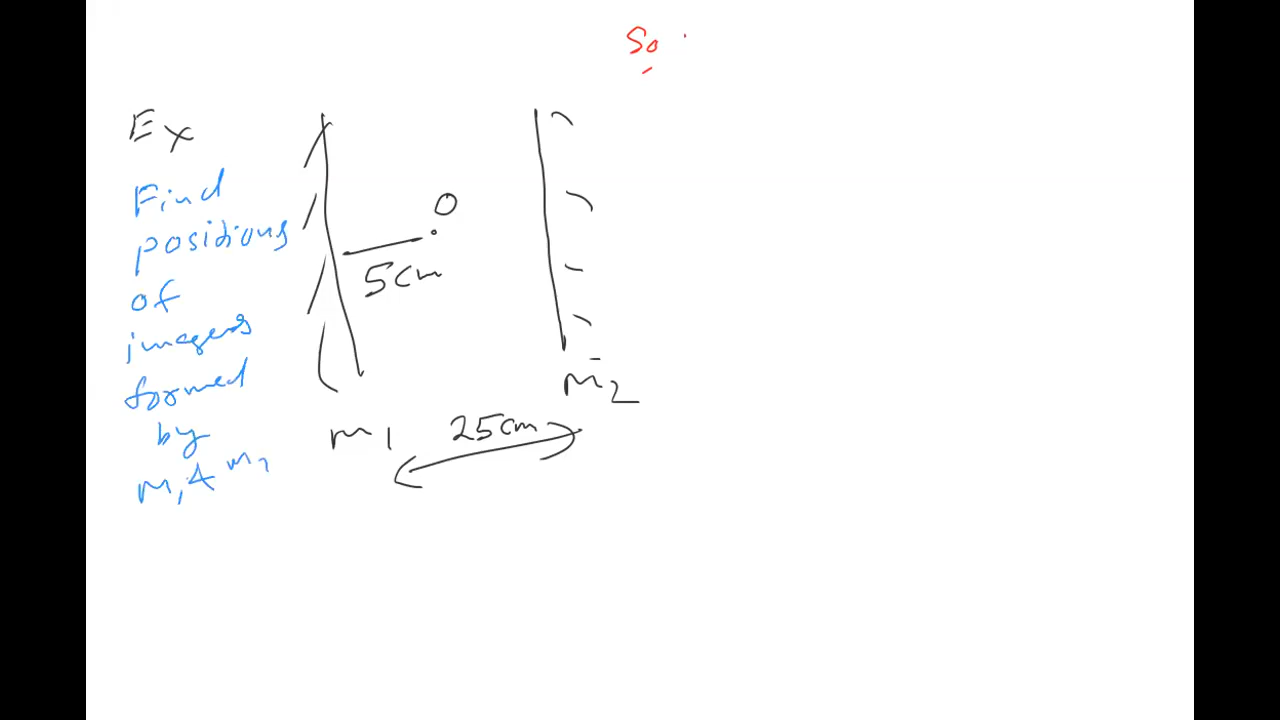 So
Ex
Find
positions
of
images
formed
by
M1 & M2
O
5cm
M1
M2
25cm